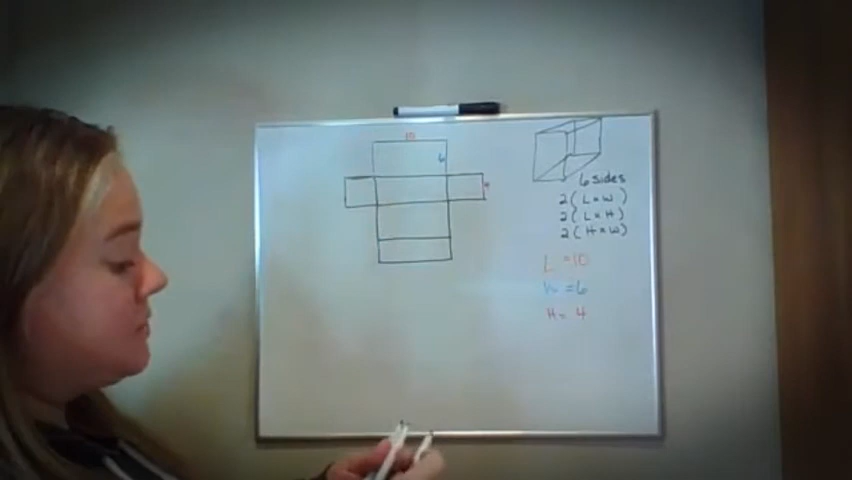 10
6
4
6 sides
2 ( L × W )
2 ( L × H )
2 ( H × W )
L = 10
W = 6
H = 4